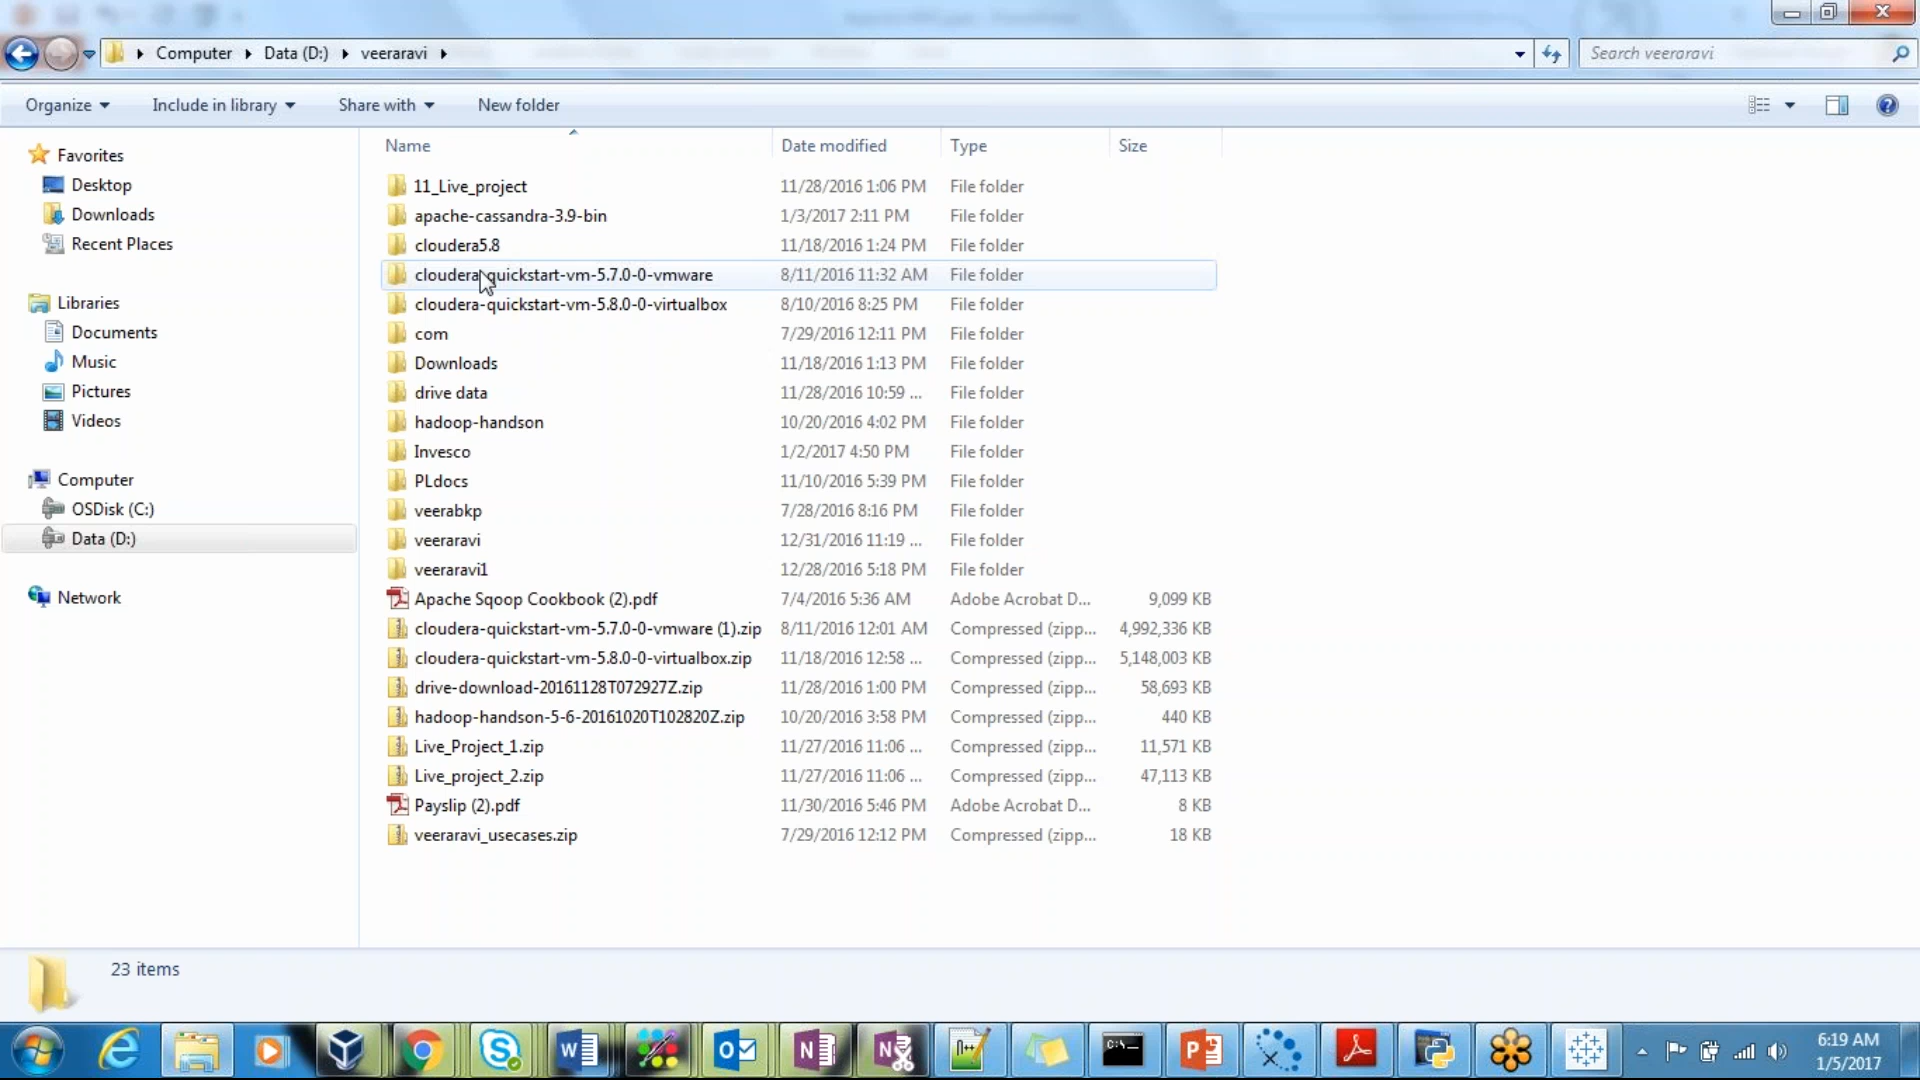 Computer Data (D:) veeraravi
Search veeraravi
Organize Include in library Share with New folder
Name Date modified Type Size
Favorites
Desktop
Downloads
Recent Places
Libraries
Documents
Music
Pictures
Videos
Computer
OSDisk (C:)
Data (D:)
Network
11_Live_project 11/28/2016 1:06 PM File folder
apache-cassandra-3.9-bin 1/3/2017 2:11 PM File folder
cloudera5.8 11/18/2016 1:24 PM File folder
cloudera-quickstart-vm-5.7.0-0-vmware 8/11/2016 11:32 AM File folder
cloudera-quickstart-vm-5.8.0-0-virtualbox 8/10/2016 8:25 PM File folder
com 7/29/2016 12:11 PM File folder
Downloads 11/18/2016 1:13 PM File folder
drive data 11/28/2016 10:59 ... File folder
hadoop-handson 10/20/2016 4:02 PM File folder
Invesco 1/2/2017 4:50 PM File folder
PLdocs 11/10/2016 5:39 PM File folder
veerabkp 7/28/2016 8:16 PM File folder
veeraravi 12/31/2016 11:19 ... File folder
veeraravi1 12/28/2016 5:18 PM File folder
Apache Sqoop Cookbook (2).pdf 7/4/2016 5:36 AM Adobe Acrobat D... 9,099 KB
cloudera-quickstart-vm-5.7.0-0-vmware (1).zip 8/11/2016 12:01 AM Compressed (zipp... 4,992,336 KB
cloudera-quickstart-vm-5.8.0-0-virtualbox.zip 11/18/2016 12:58 ... Compressed (zipp... 5,148,003 KB
drive-download-20161128T072927Z.zip 11/28/2016 1:00 PM Compressed (zipp... 58,693 KB
hadoop-handson-5-6-20161020T102820Z.zip 10/20/2016 3:58 PM Compressed (zipp... 440 KB
Live_Project_1.zip 11/27/2016 11:06 ... Compressed (zipp... 11,571 KB
Live_project_2.zip 11/27/2016 11:06 ... Compressed (zipp... 47,113 KB
Payslip (2).pdf 11/30/2016 5:46 PM Adobe Acrobat D... 8 KB
veeraravi_usecases.zip 7/29/2016 12:12 PM Compressed (zipp... 18 KB
23 items
6:19 AM
1/5/2017